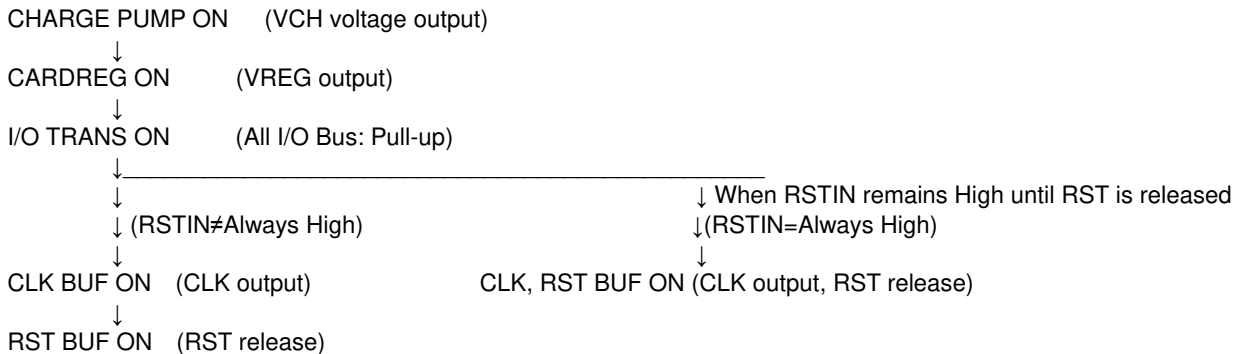 CHARGE PUMP ON (VCH voltage output)
↓
CARDREG ON (VREG output)
↓
I/O TRANS ON (All I/O Bus: Pull-up)
↓
↓ ↓ When RSTIN remains High until RST is released
↓ (RSTIN≠Always High) ↓(RSTIN=Always High)
↓ ↓
CLK BUF ON (CLK output) CLK, RST BUF ON (CLK output, RST release)
↓
RST BUF ON (RST release)